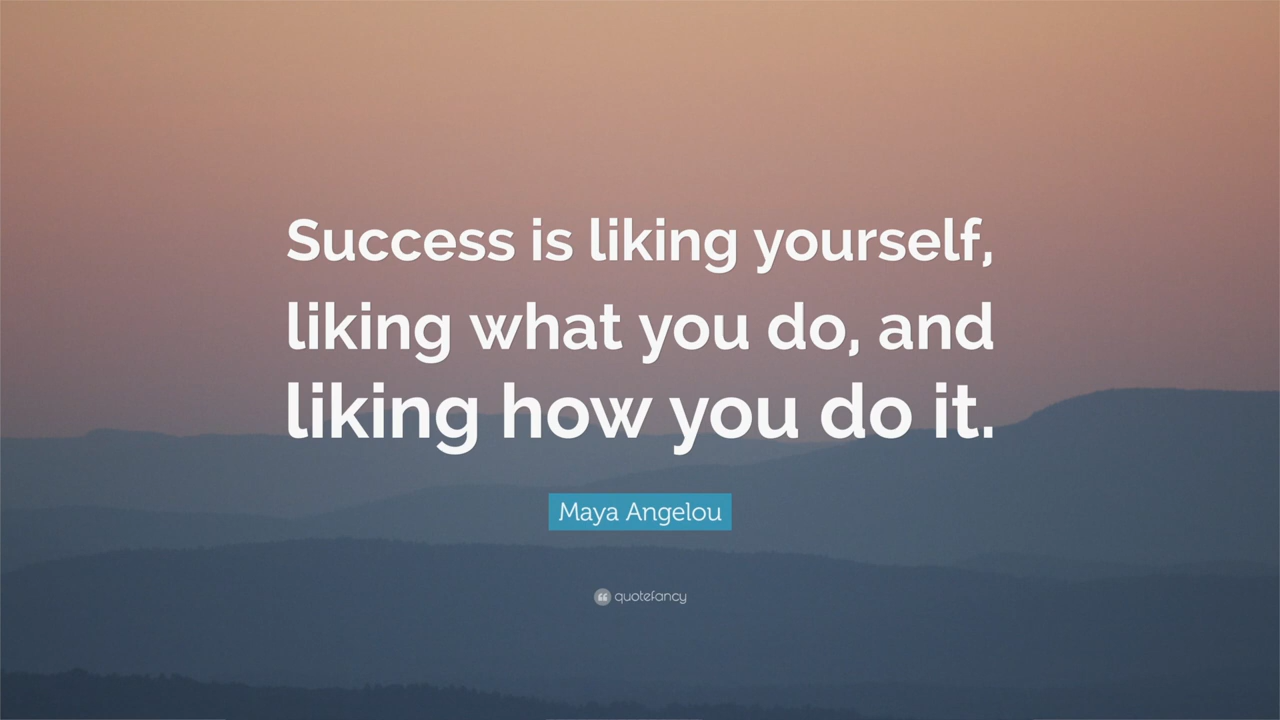 Success is liking yourself,
liking what you do, and
liking how you do it.
Maya Angelou
quotefancy